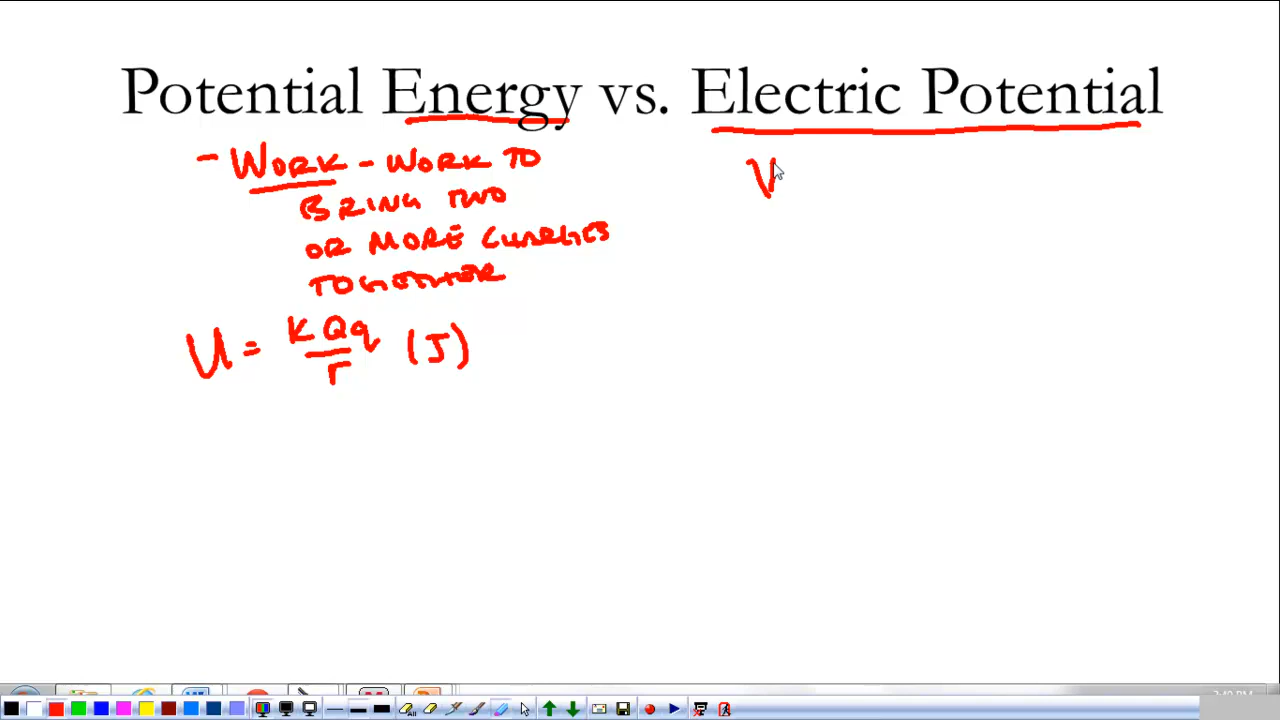 Potential Energy vs. Electric Potential
- WORK - WORK TO
BRING TWO
OR MORE CHARGES
TOGETHER
U = KQq/r (J)
V